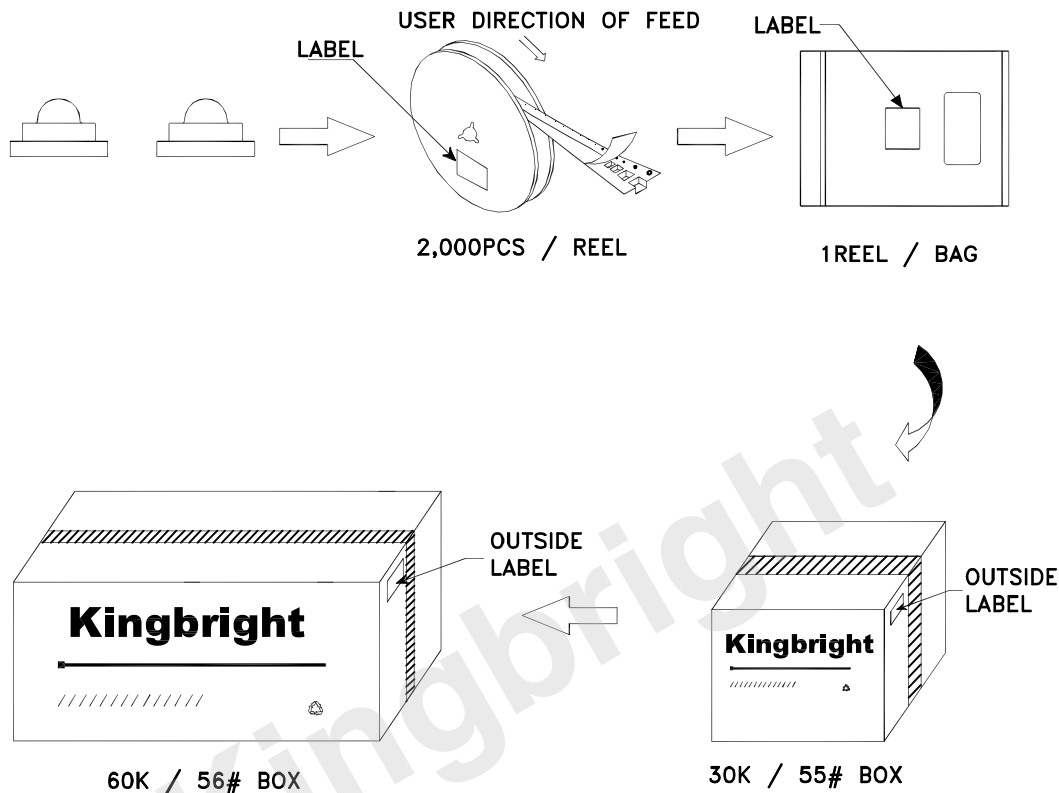 USER DIRECTION OF FEED
LABEL
LABEL
2,000PCS / REEL
1REEL / BAG
OUTSIDE
LABEL
OUTSIDE
LABEL
Kingbright
Kingbright
60K / 56# BOX
30K / 55# BOX
Kingbright